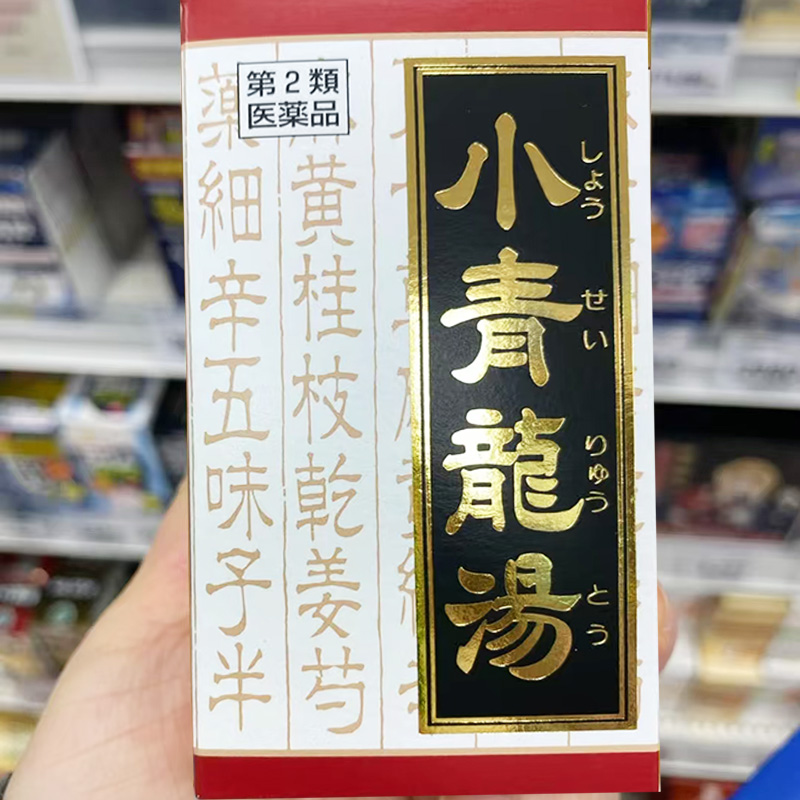 第2類
医薬品
小青龍湯
しょうせいりゅうとう
黄桂枝乾姜芍
薬細辛五味子半